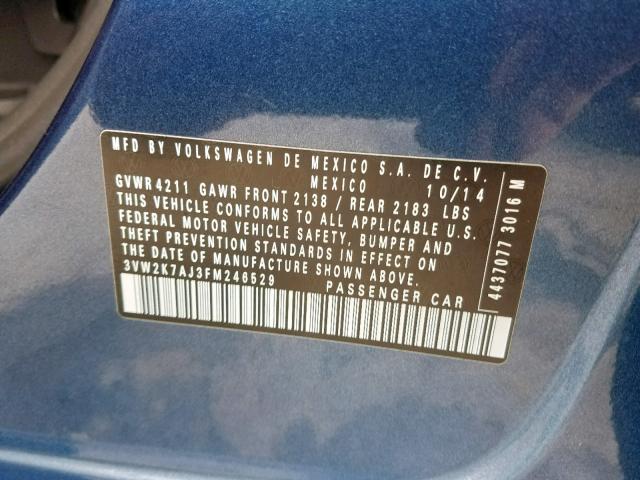 MFD BY VOLKSWAGEN DE MEXICO S.A. DE C.V.
MEXICO 10/14
GVWR 4211 GAWR FRONT 2138 / REAR 2183 LBS
THIS VEHICLE CONFORMS TO ALL APPLICABLE U.S.
FEDERAL MOTOR VEHICLE SAFETY, BUMPER AND
THEFT PREVENTION STANDARDS IN EFFECT ON
THE DATE OF MANUFACTURE SHOWN ABOVE.
3VW2K7AJ3FM246529 PASSENGER CAR
4437077 3016 M